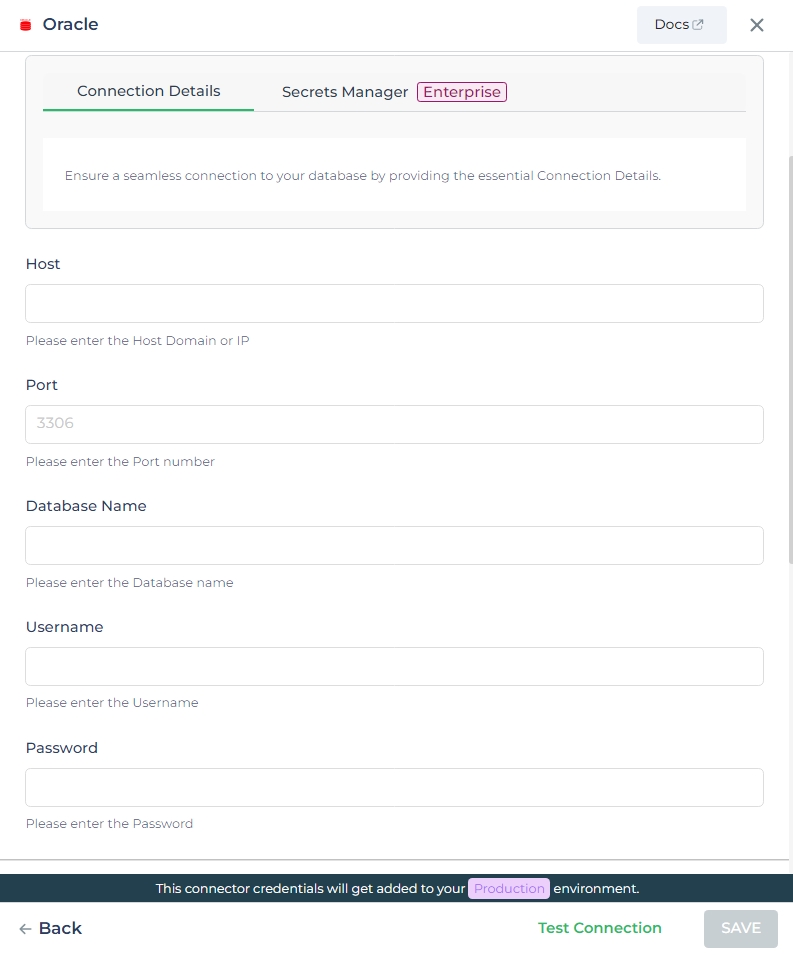 Oracle
Docs
Connection Details
Secrets Manager Enterprise
Ensure a seamless connection to your database by providing the essential Connection Details.
Host
Please enter the Host Domain or IP
Port
3306
Please enter the Port number
Database Name
Please enter the Database name
Username
Please enter the Username
Password
Please enter the Password
This connector credentials will get added to your Production environment.
Back
Test Connection
SAVE